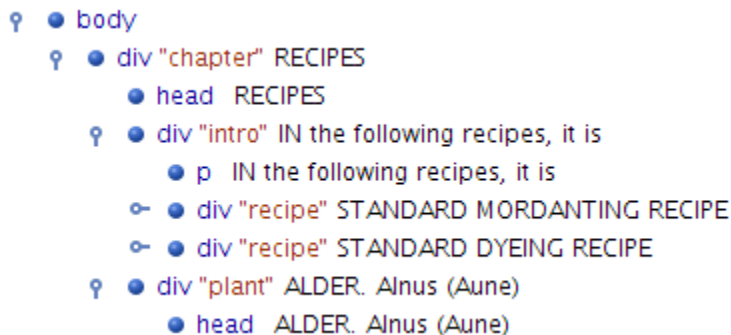 body
div "chapter" RECIPES
head RECIPES
div "intro" IN the following recipes, it is
p IN the following recipes, it is
div "recipe" STANDARD MORDANTING RECIPE
div "recipe" STANDARD DYEING RECIPE
div "plant" ALDER. Alnus (Aune)
head ALDER. Alnus (Aune)